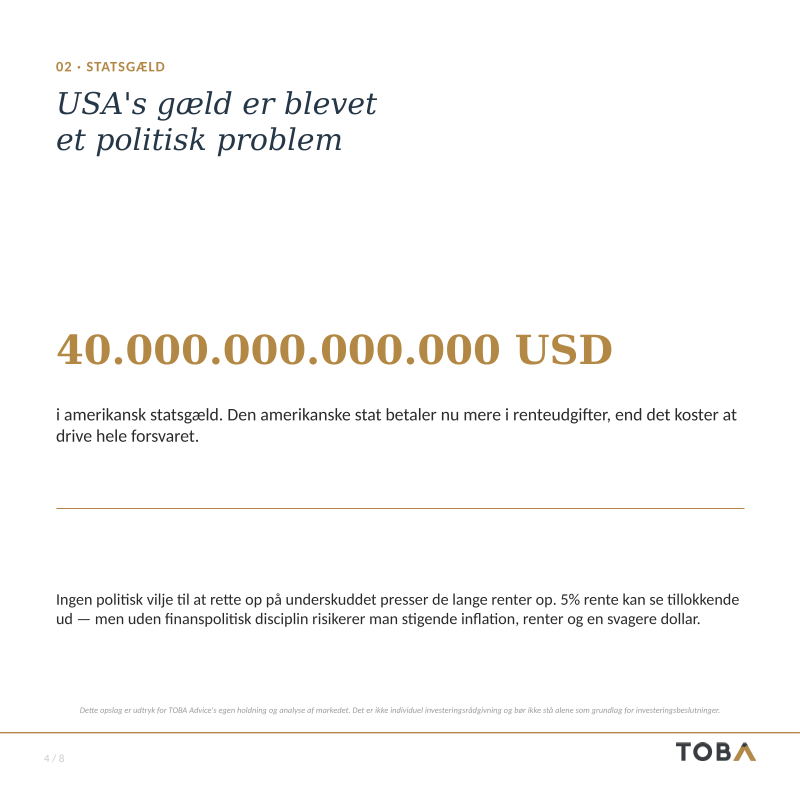 02 · STATSGÆLD
USA's gæld er blevet
et politisk problem
40.000.000.000.000 USD
i amerikansk statsgæld. Den amerikanske stat betaler nu mere i renteudgifter, end det koster at
drive hele forsvaret.
Ingen politisk vilje til at rette op på underskuddet presser de lange renter op. 5% rente kan se tillokkende
ud — men uden finanspolitisk disciplin risikerer man stigende inflation, renter og en svagere dollar.
Dette opslag er udtryk for TOBA Advice's egen holdning og analyse af markedet. Det er ikke individuel investeringsrådgivning og bør ikke stå alene som grundlag for investeringsbeslutninger.
4 / 8
TOBA